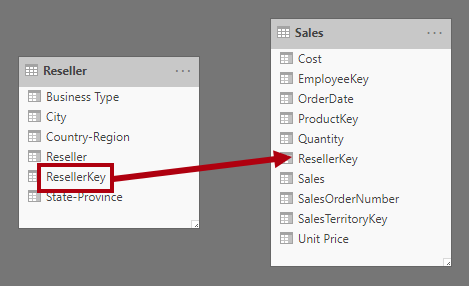 Reseller
Business Type
City
Country-Region
Reseller
ResellerKey
State-Province
Sales
Cost
EmployeeKey
OrderDate
ProductKey
Quantity
ResellerKey
Sales
SalesOrderNumber
SalesTerritoryKey
Unit Price